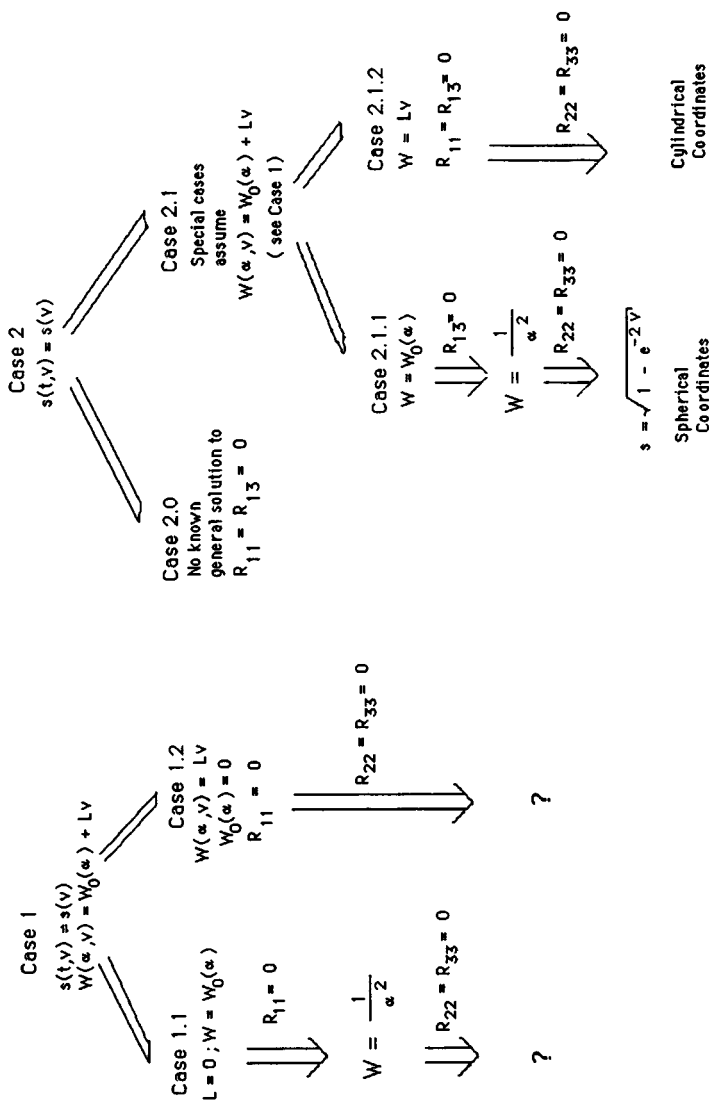 Case 1
s(t,v) = s(v)
W(α,v) = W₀(α) + Lv
Case 1.1
L = 0 ; W = W₀(α)
R₁₁ = 0
W = 1/α²
R₂₂ = R₃₃ = 0
?
Case 1.2
W(α,v) = Lv
W₀(α) = 0
R₁₁ = 0
R₂₂ = R₃₃ = 0
?
Case 2
s(t,v) = s(v)
Case 2.0
No known
general solution to
R₁₁ = R₁₃ = 0
Case 2.1
Special cases
assume
W(α,v) = W₀(α) + Lv
( see Case 1 )
Case 2.1.1
W = W₀(α)
R₁₃ = 0
W = 1/α²
R₂₂ = R₃₃ = 0
s = √(1 - e⁻²ⱽ)
Spherical
Coordinates
Case 2.1.2
W = Lv
R₁₁ = R₁₃ = 0
R₂₂ = R₃₃ = 0
Cylindrical
Coordinates